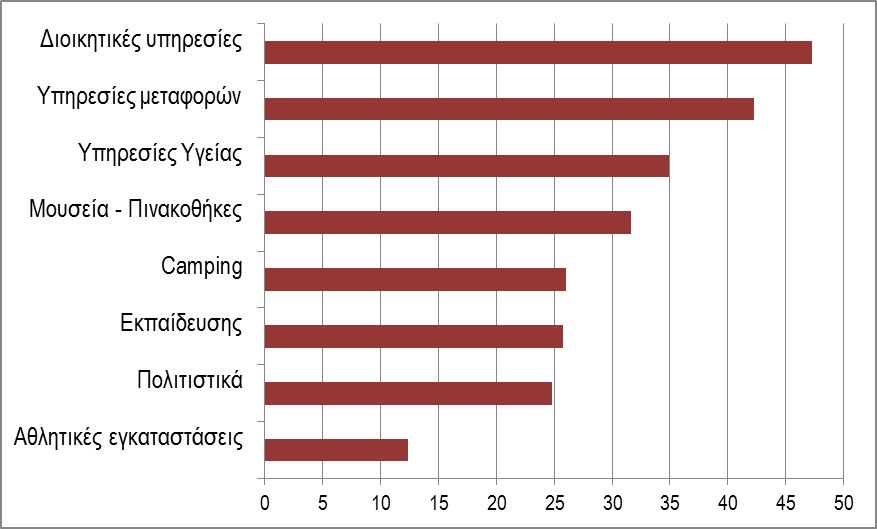 Διοικητικές υπηρεσίες
Υπηρεσίες μεταφορών
Υπηρεσίες Υγείας
Μουσεία - Πινακοθήκες
Camping
Εκπαίδευσης
Πολιτιστικά
Αθλητικές εγκαταστάσεις
0 5 10 15 20 25 30 35 40 45 50